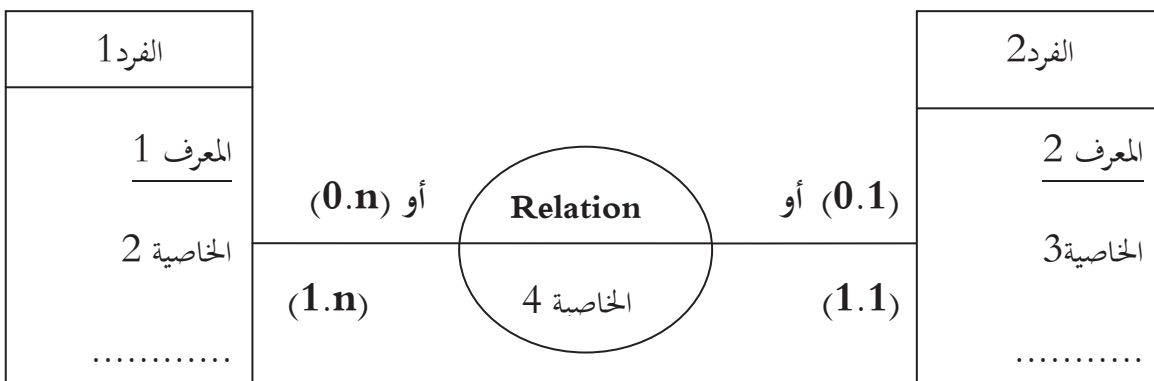 الفرد1
المعرف 1
الخاصية 2
............
(0.n) أو
(1.n)
Relation
الخاصبة 4
(0.1) أو
(1.1)
الفرد2
المعرف 2
الخاصية3
...........